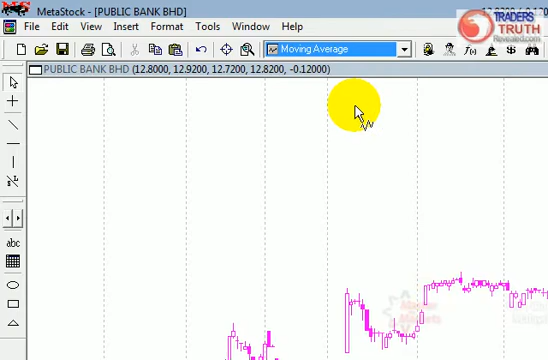 MetaStock - [PUBLIC BANK BHD]
TRADERS
TRUTH
Revealed.com
File Edit View Insert Format Tools Window Help
Moving Average
PUBLIC BANK BHD (12.8000, 12.9200, 12.7200, 12.8200, -0.12000)
abc